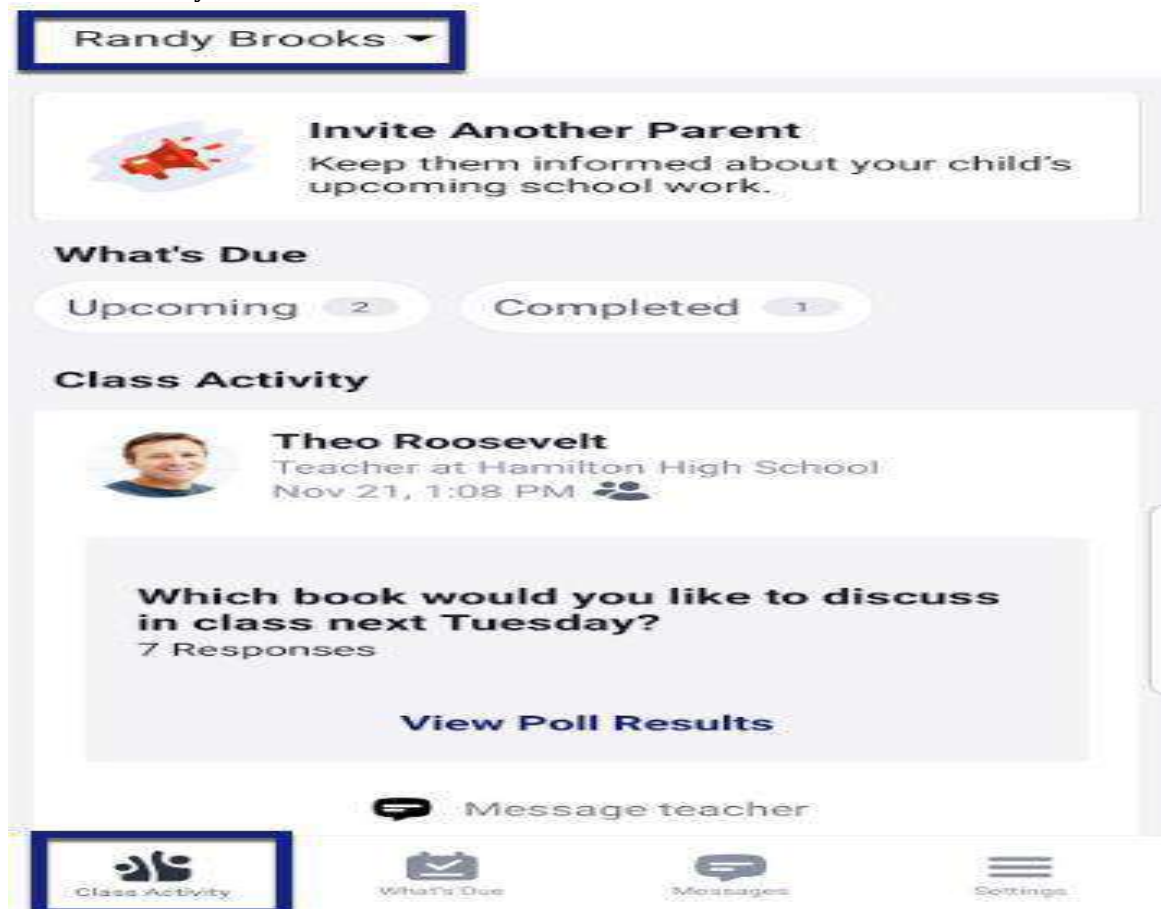 Randy Brooks
Invite Another Parent
Keep them informed about your child's
upcoming school work.
What's Due
Upcoming 2 Completed 1
Class Activity
Theo Roosevelt
Teacher at Hamilton High School
Nov 21, 1:08 PM
Which book would you like to discuss
in class next Tuesday?
7 Responses
View Poll Results
Message teacher
Class Activity What's Due Messages Settings